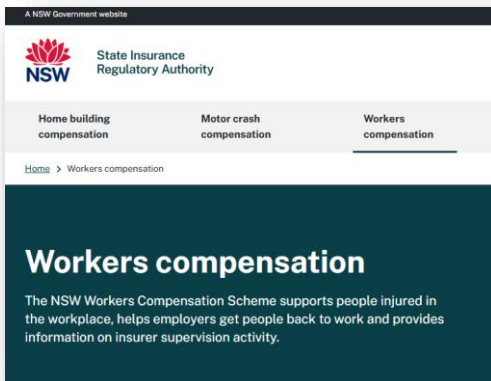 A NSW Government website
NSW
State Insurance
Regulatory Authority
Home building
compensation
Motor crash
compensation
Workers
compensation
Home > Workers compensation
Workers compensation
The NSW Workers Compensation Scheme supports people injured in
the workplace, helps employers get people back to work and provides
information on insurer supervision activity.